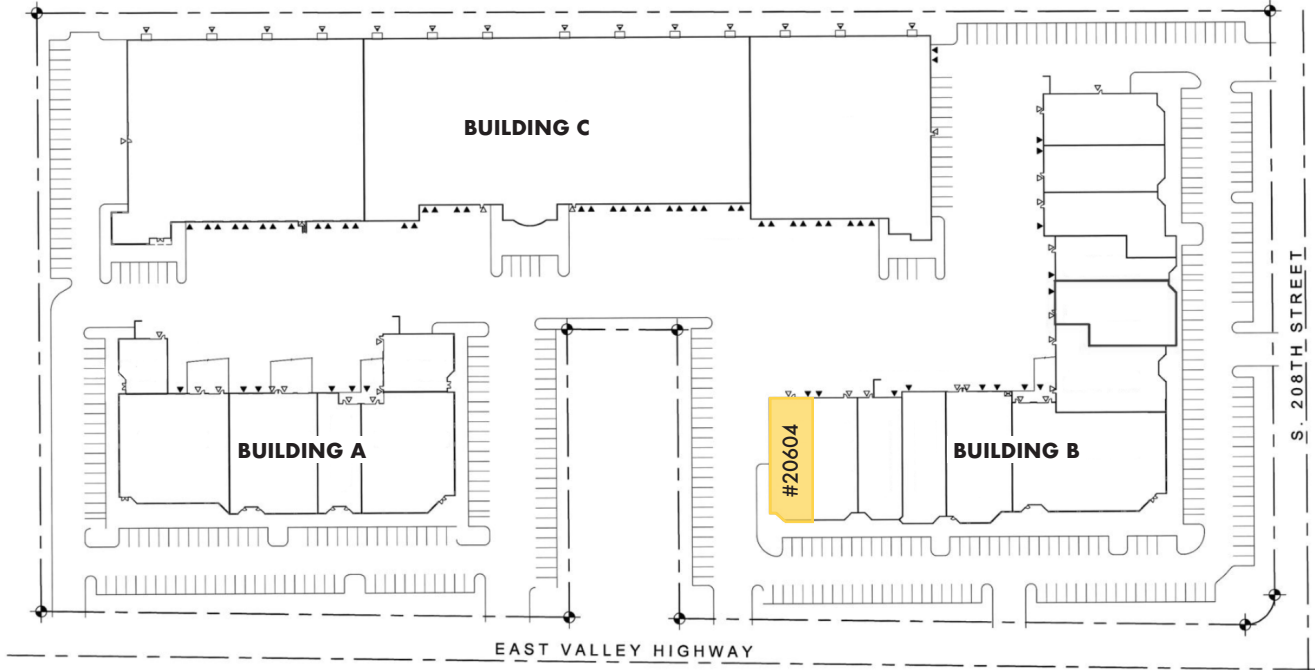 BUILDING C
S. 208TH STREET
BUILDING A
#20604
BUILDING B
EAST VALLEY HIGHWAY